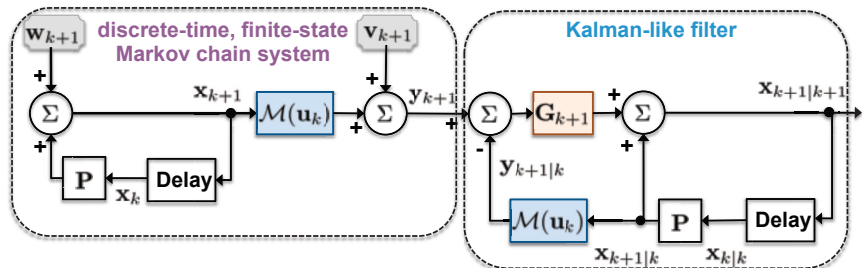 w_{k+1}
discrete-time, finite-state
Markov chain system
v_{k+1}
Kalman-like filter
+
+
x_{k+1}
y_{k+1}
+
x_{k+1|k+1}
Σ
M(u_k)
Σ
Σ
G_{k+1}
Σ
+
+
+
-
+
y_{k+1|k}
P
x_k
Delay
M(u_k)
P
Delay
x_{k+1|k}
x_{k|k}